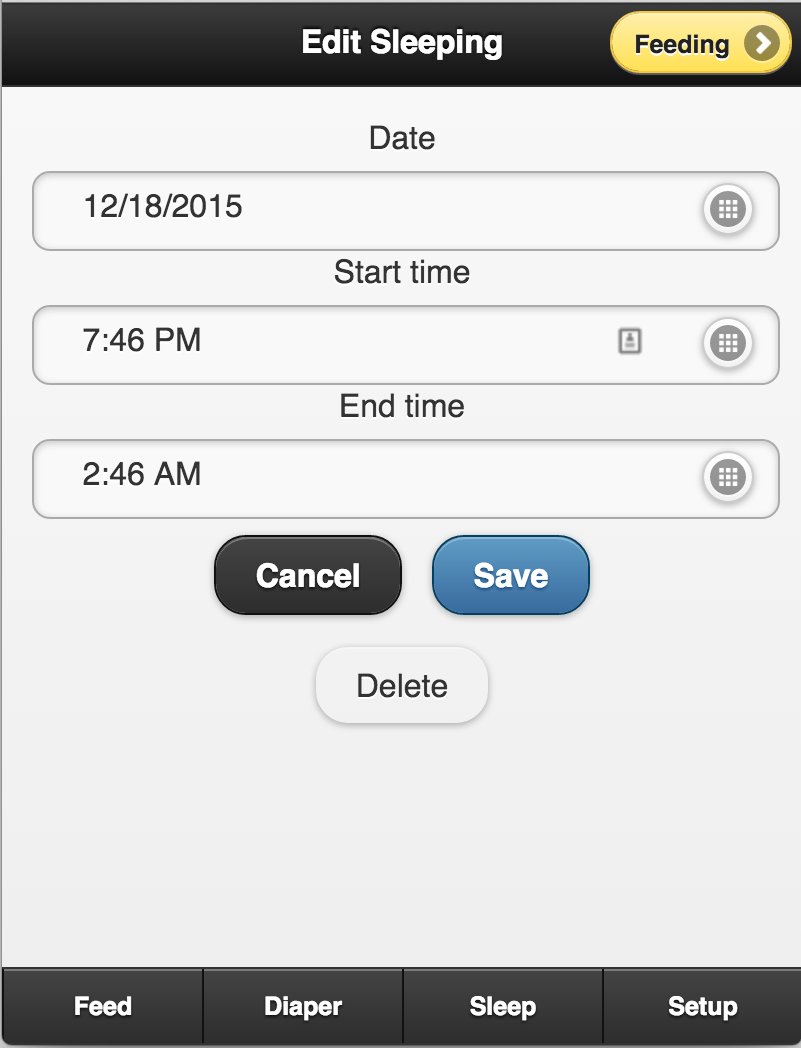 Edit Sleeping
Feeding
Date
12/18/2015
Start time
7:46 PM
End time
2:46 AM
Cancel
Save
Delete
Feed
Diaper
Sleep
Setup